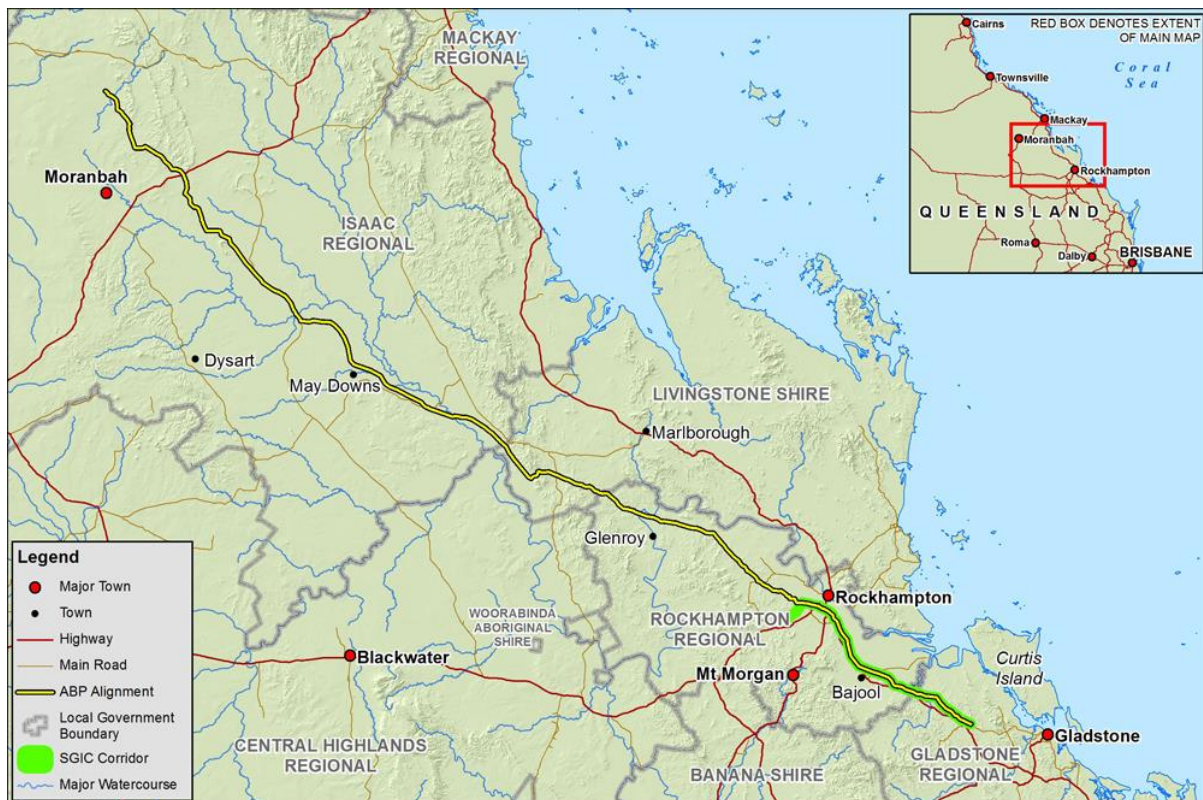 MACKAY
REGIONAL
Moranbah
ISAAC
REGIONAL
Dysart
May Downs
LIVINGSTONE SHIRE
Marlborough
Glenroy
Rockhampton
ROCKHAMPTON
REGIONAL
WOORABINDA
ABORIGINAL
SHIRE
Blackwater
Mt Morgan
Bajool
Curtis
Island
Gladstone
GLADSTONE
REGIONAL
CENTRAL HIGHLANDS
REGIONAL
BANANA SHIRE
RED BOX DENOTES EXTENT
OF MAIN MAP
Cairns
Coral
Sea
Townsville
Mackay
Moranbah
Rockhampton
QUEENSLAND
Roma
Dalby
BRISBANE
Legend
Major Town
Town
Highway
Main Road
ABP Alignment
Local Government
Boundary
SGIC Corridor
Major Watercourse